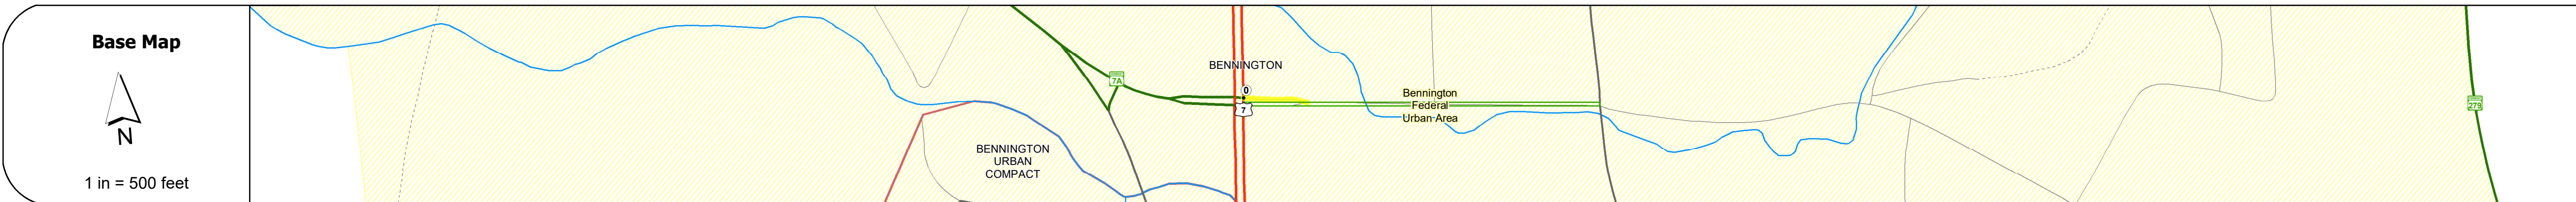 Base Map
N
1 in = 500 feet
7A
BENNINGTON
0
7
Bennington
Federal
Urban Area
BENNINGTON
URBAN
COMPACT
279